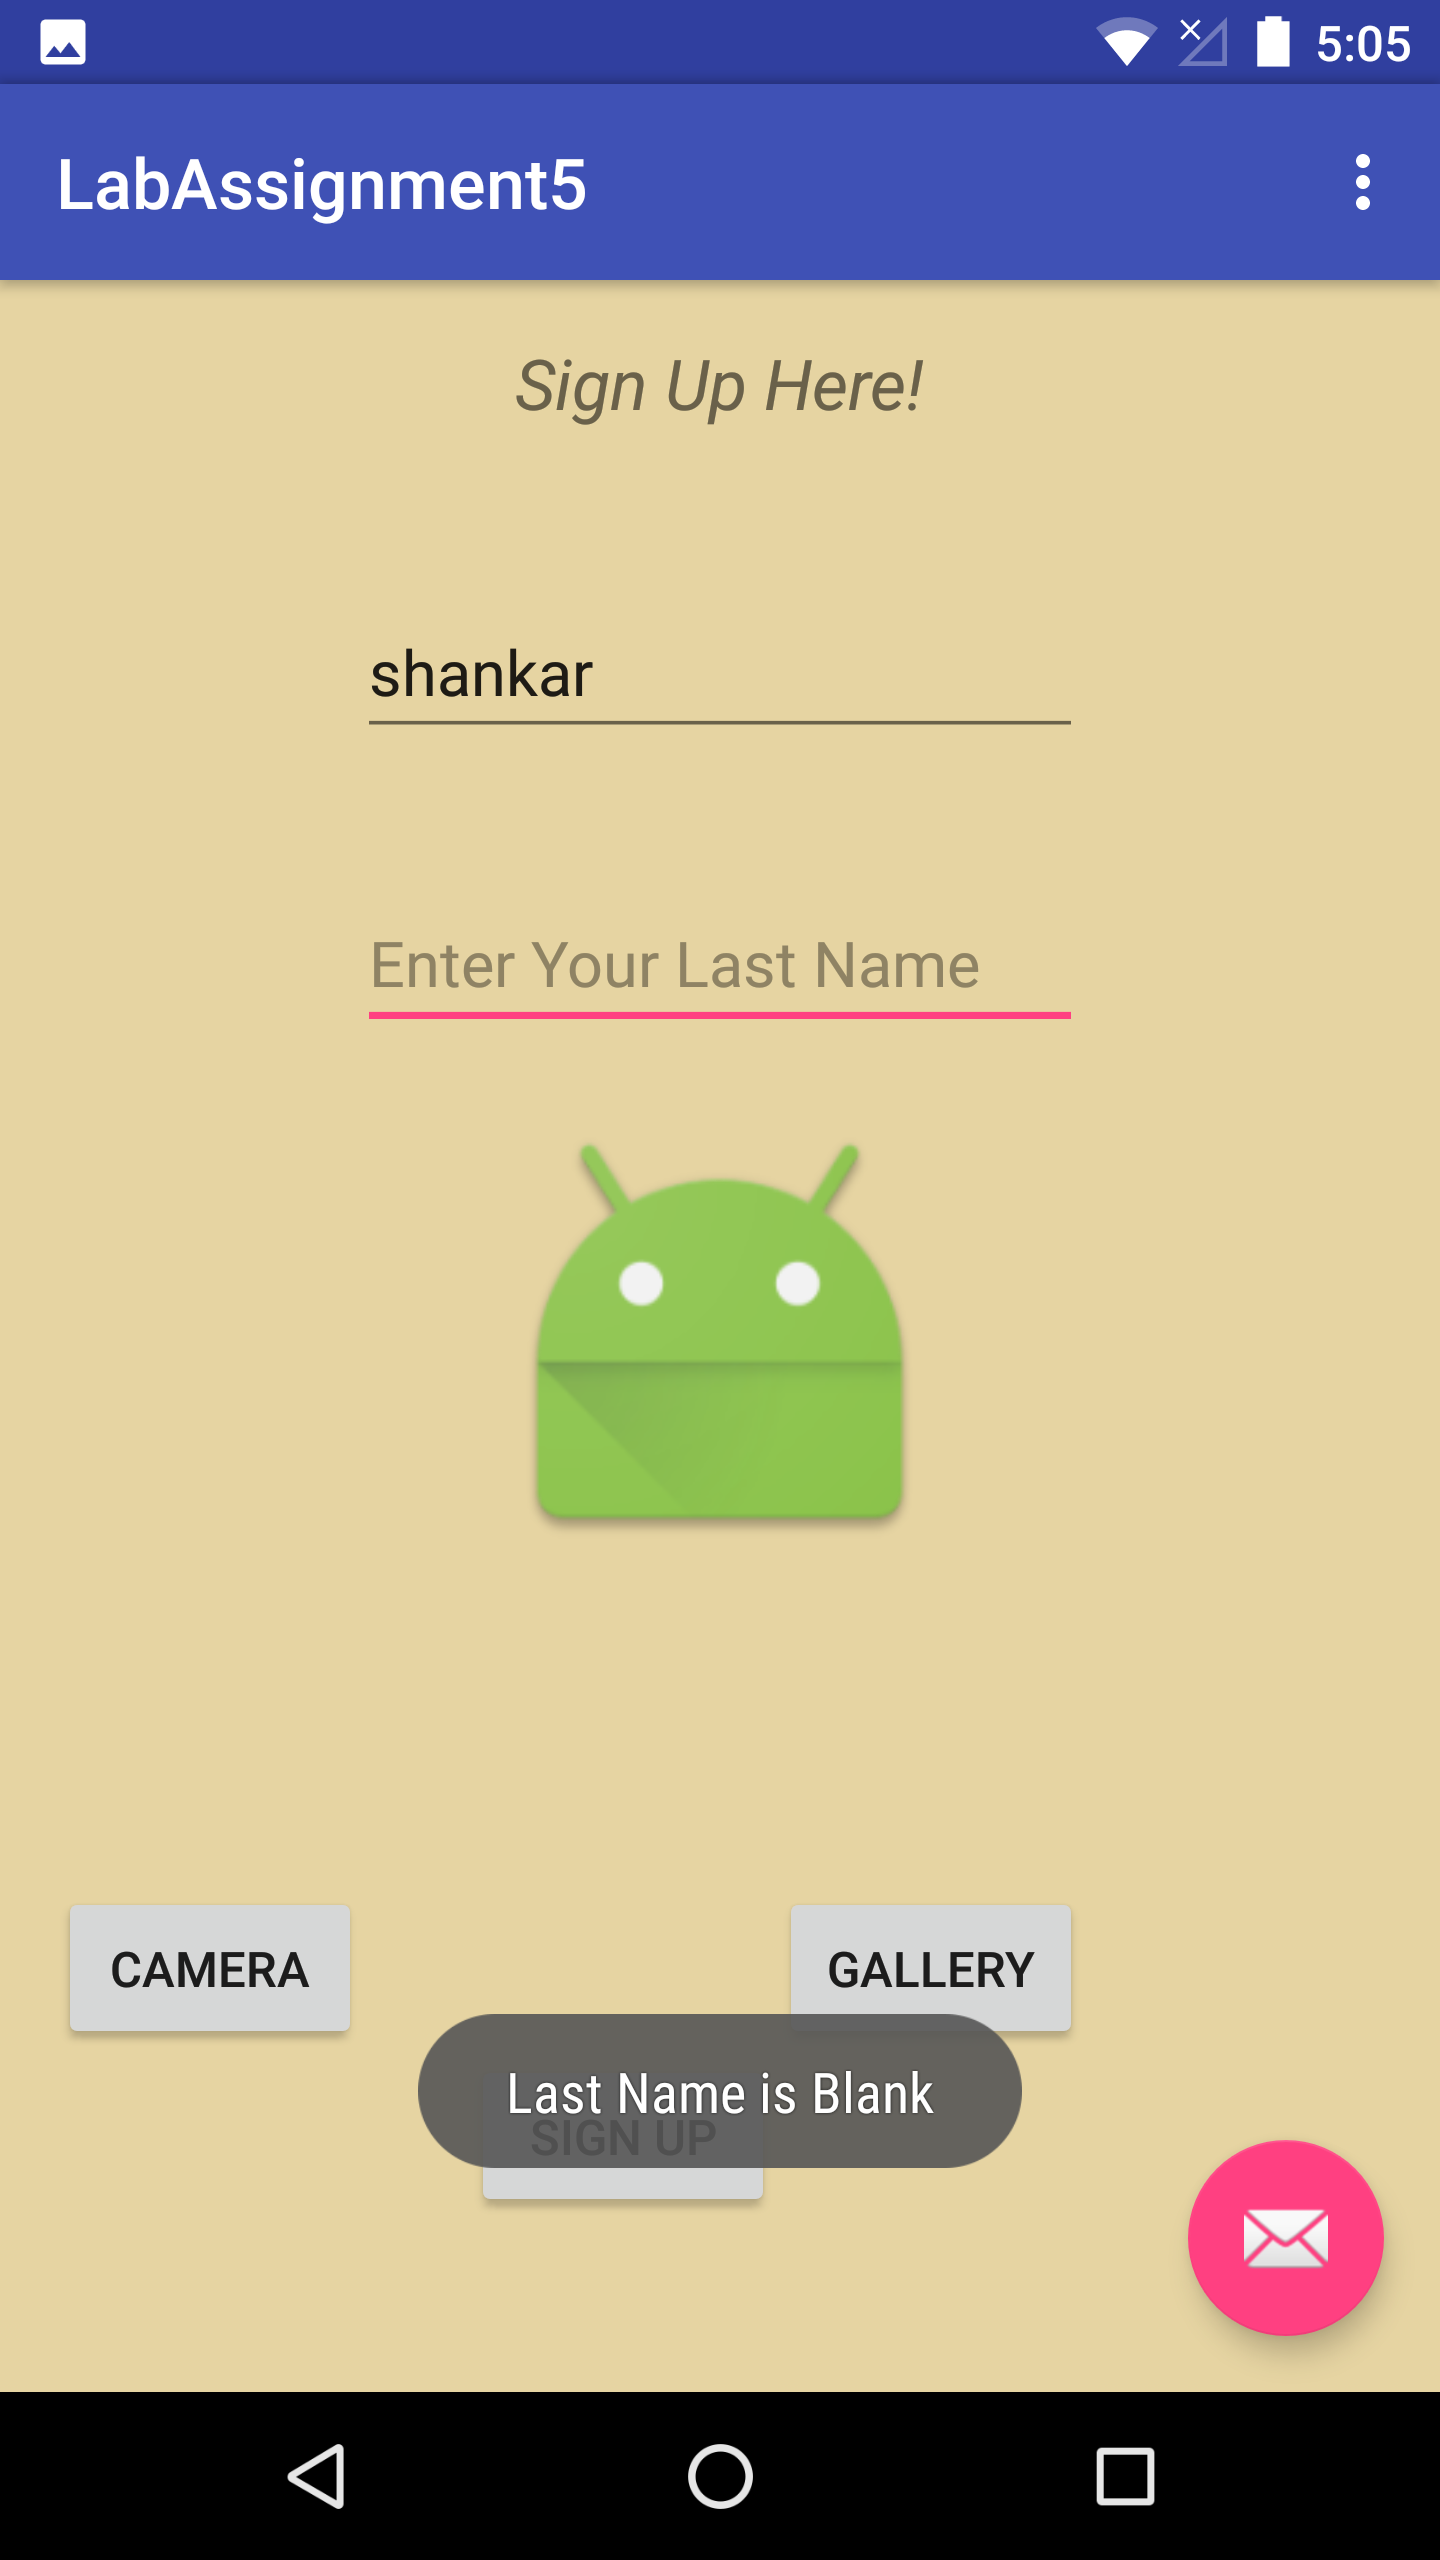 5:05
LabAssignment5
Sign Up Here!
shankar
Enter Your Last Name
CAMERA
GALLERY
Last Name is Blank
SIGN UP